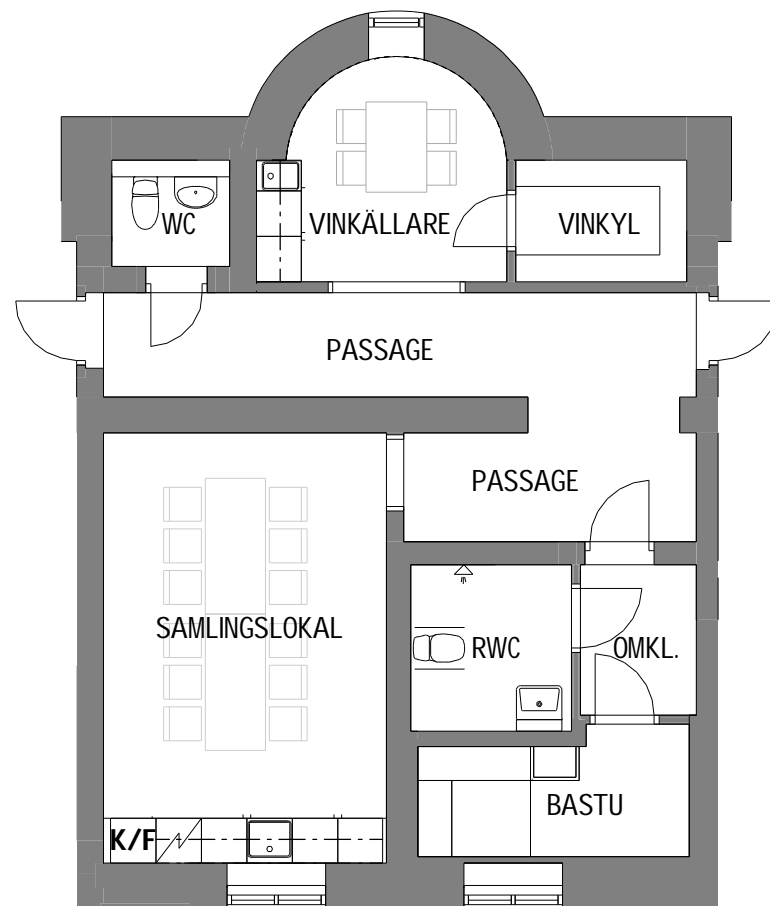 WC
VINKÄLLARE
VINKYL
PASSAGE
PASSAGE
SAMLINGSLOKAL
RWC
OMKL.
BASTU
K/F